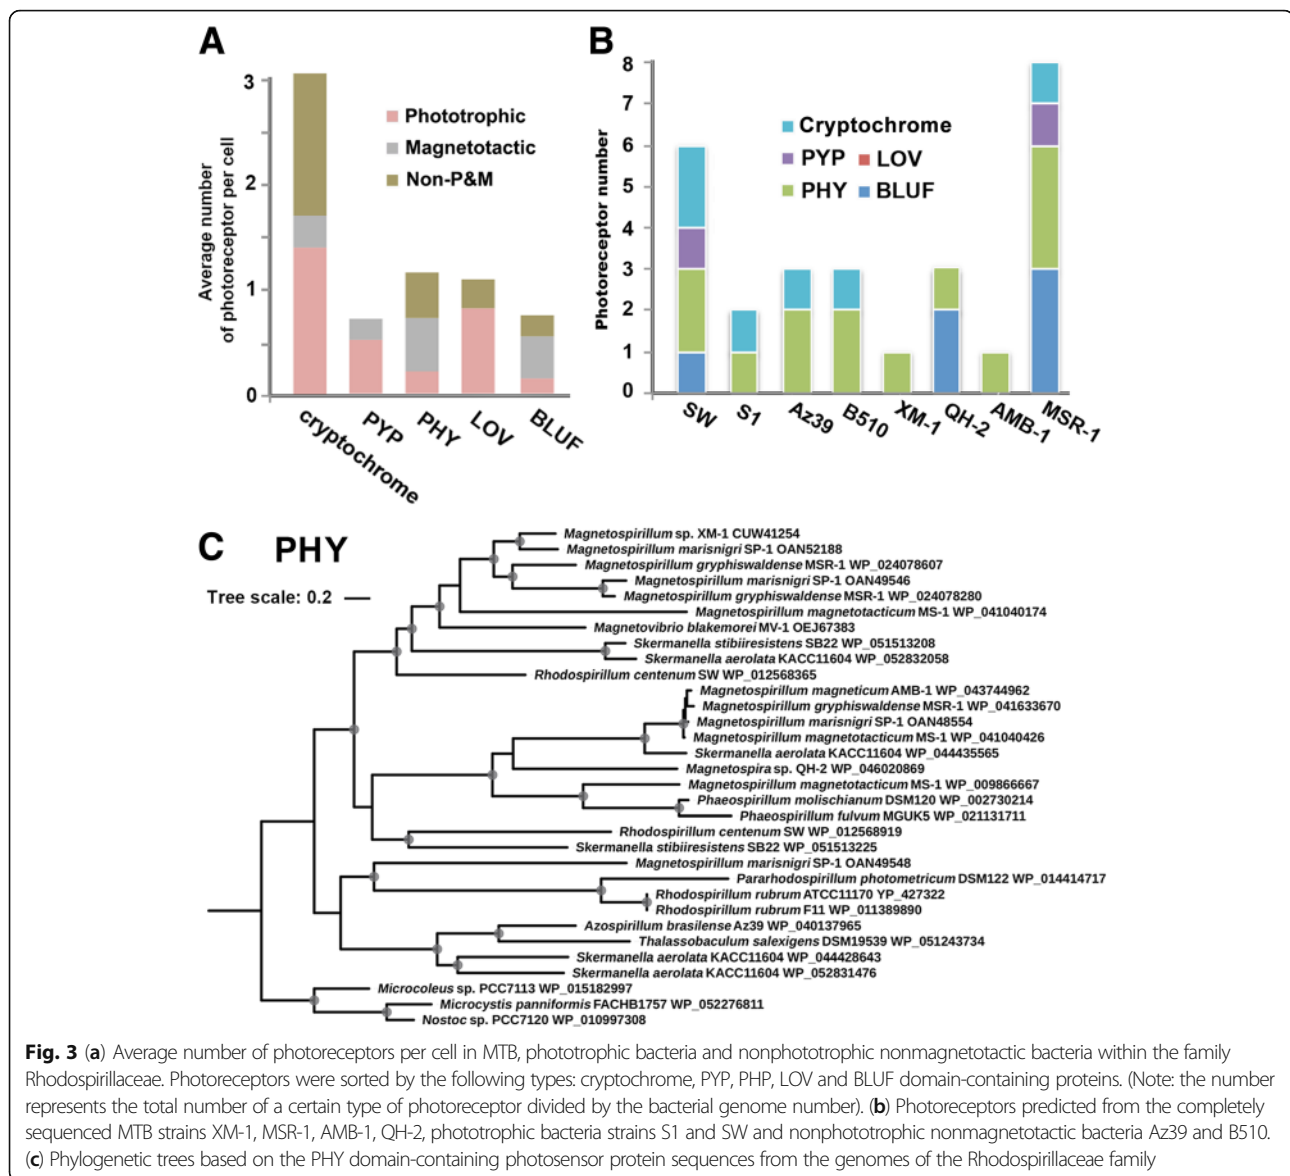 A
Average number
of photoreceptor per cell
3
2
1
0
Phototrophic
Magnetotactic
Non-P&M
cryptochrome
PYP
PHY
LOV
BLUF
B
Photoreceptor number
8
7
6
5
4
3
2
1
0
Cryptochrome
PYP LOV
PHY BLUF
SW
S1
Az39
B510
XM-1
QH-2
AMB-1
MSR-1
C PHY
Tree scale: 0.2
Magnetospirillum sp. XM-1 CUW41254
Magnetospirillum marisnigri SP-1 OAN52188
Magnetospirillum gryphiswaldense MSR-1 WP_024078607
Magnetospirillum marisnigri SP-1 OAN49546
Magnetospirillum gryphiswaldense MSR-1 WP_024078280
Magnetospirillum magnetotacticum MS-1 WP_041040174
Magnetovibrio blakemorei MV-1 OEJ67383
Skermanella stibiiresistens SB22 WP_051513208
Skermanella aerolata KACC11604 WP_052832058
Rhodospirillum centenum SW WP_012568365
Magnetospirillum magneticum AMB-1 WP_043744962
Magnetospirillum gryphiswaldense MSR-1 WP_041633670
Magnetospirillum marisnigri SP-1 OAN48554
Magnetospirillum magnetotacticum MS-1 WP_041040426
Skermanella aerolata KACC11604 WP_044435565
Magnetospira sp. QH-2 WP_046020869
Magnetospirillum magnetotacticum MS-1 WP_009866667
Phaeospirillum molischianum DSM120 WP_002730214
Phaeospirillum fulvum MGUK5 WP_021131711
Rhodospirillum centenum SW WP_012568919
Skermanella stibiiresistens SB22 WP_051513225
Magnetospirillum marisnigri SP-1 OAN49548
Pararhodospirillum photometricum DSM122 WP_014414717
Rhodospirillum rubrum ATCC11170 YP_427322
Rhodospirillum rubrum F11 WP_011389890
Azospirillum brasilense Az39 WP_040137965
Thalassobaculum salexigens DSM19539 WP_051243734
Skermanella aerolata KACC11604 WP_044428643
Skermanella aerolata KACC11604 WP_052831476
Microcoleus sp. PCC7113 WP_015182997
Microcystis panniformis FACHB1757 WP_052276811
Nostoc sp. PCC7120 WP_010997308
Fig. 3 (a) Average number of photoreceptors per cell in MTB, phototrophic bacteria and nonphototrophic nonmagnetotactic bacteria within the family
Rhodospirillaceae. Photoreceptors were sorted by the following types: cryptochrome, PYP, PHP, LOV and BLUF domain-containing proteins. (Note: the number
represents the total number of a certain type of photoreceptor divided by the bacterial genome number). (b) Photoreceptors predicted from the completely
sequenced MTB strains XM-1, MSR-1, AMB-1, QH-2, phototrophic bacteria strains S1 and SW and nonphototrophic nonmagnetotactic bacteria Az39 and B510.
(c) Phylogenetic trees based on the PHY domain-containing photosensor protein sequences from the genomes of the Rhodospirillaceae family